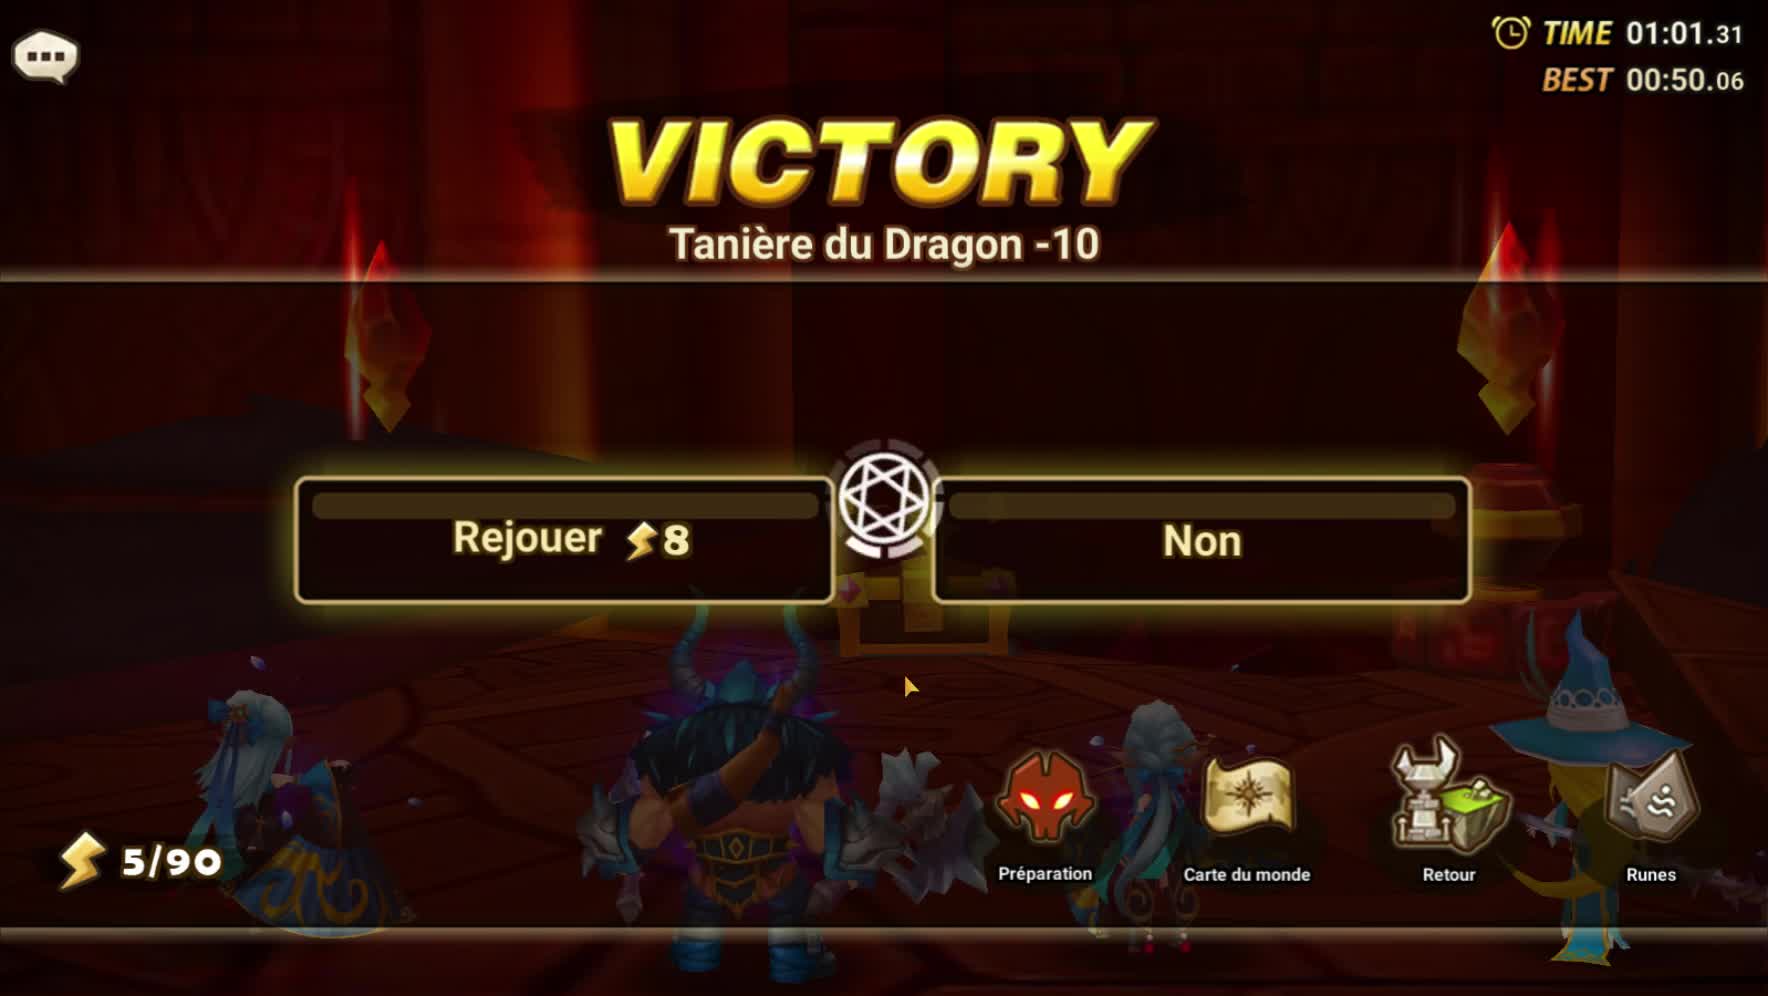 TIME 01:01.31
BEST 00:50.06
VICTORY
Tanière du Dragon -10
Rejouer 8
Non
5/90
Préparation
Carte du monde
Retour
Runes